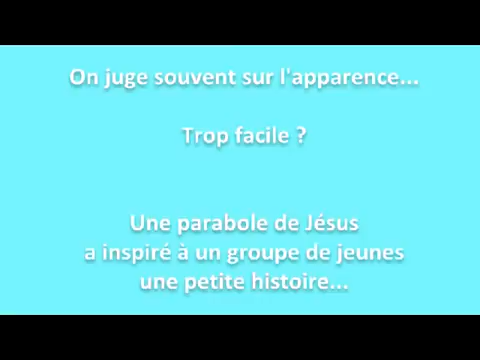 On juge souvent sur l'apparence...
Trop facile ?
Une parabole de Jésus
a inspiré à un groupe de jeunes
une petite histoire...